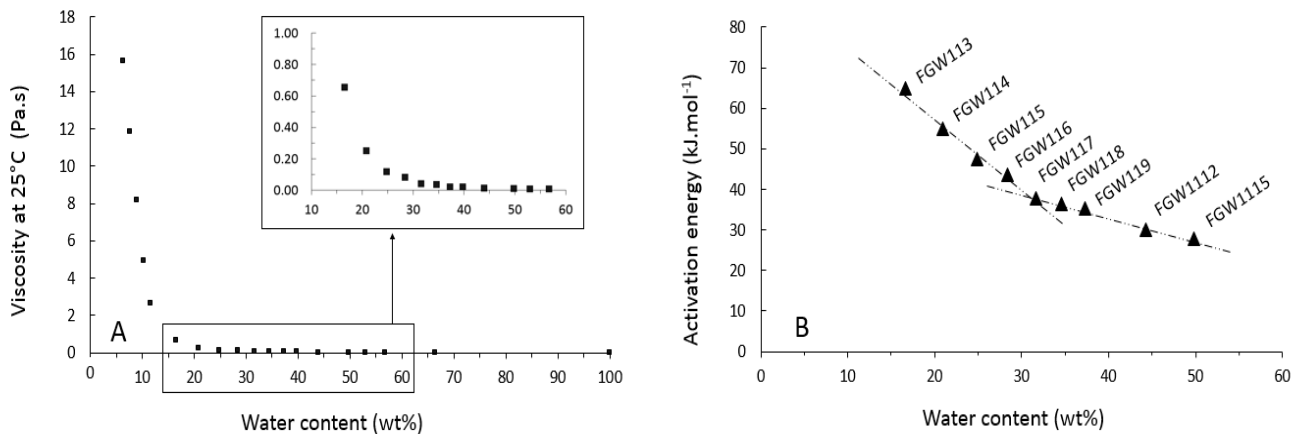 18
16
14
12
10
8
6
4
2
0
Viscosity at 25°C (Pa.s)
A
0 10 20 30 40 50 60 70 80 90 100
Water content (wt%)
1.00
0.80
0.60
0.40
0.20
0.00
10 20 30 40 50 60
80
70
60
50
40
30
20
10
0
Activation energy (kJ.mol-1)
FGW113
FGW114
FGW115
FGW116
FGW117
FGW118
FGW119
FGW1112
FGW1115
B
0 10 20 30 40 50 60
Water content (wt%)